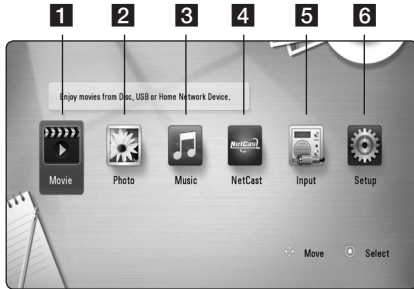 1 2 3 4 5 6
Enjoy movies from Disc, USB or Home Network Device.
NetCast
Movie Photo Music NetCast Input Setup
Move Select